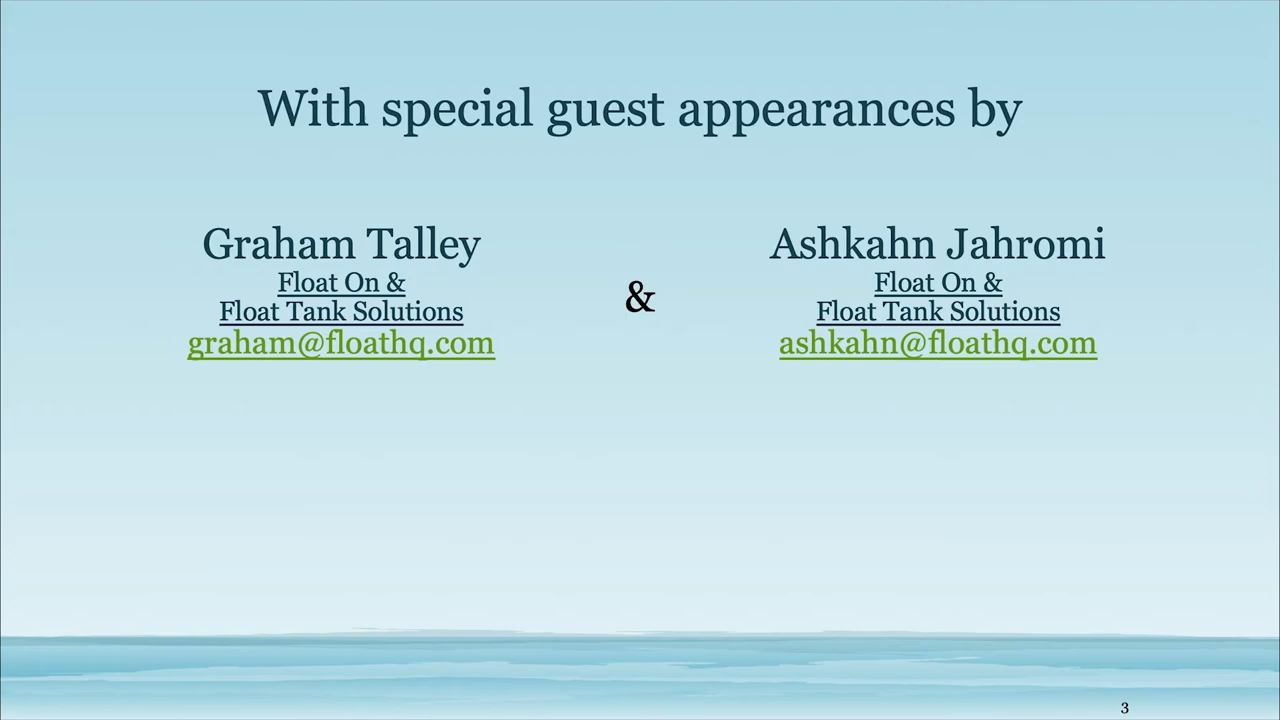 With special guest appearances by
Graham Talley
Float On &
Float Tank Solutions
graham@floathq.com
&
Ashkahn Jahromi
Float On &
Float Tank Solutions
ashkahn@floathq.com
3